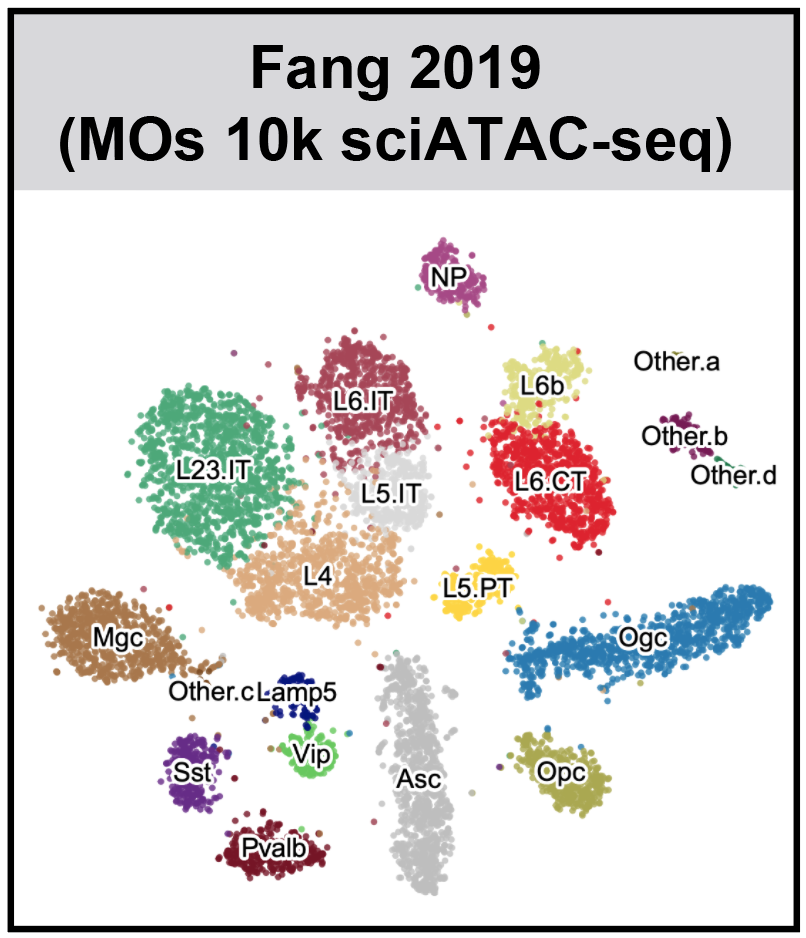 Fang 2019
(MOs 10k sciATAC-seq)
NP
Other.a
L6b
L6.IT
Other.b
L23.IT
Other.d
L6.CT
L5.IT
L4
L5.PT
Mgc
Ogc
Other.c
Lamp5
Vip
Sst
Asc
Opc
Pvalb